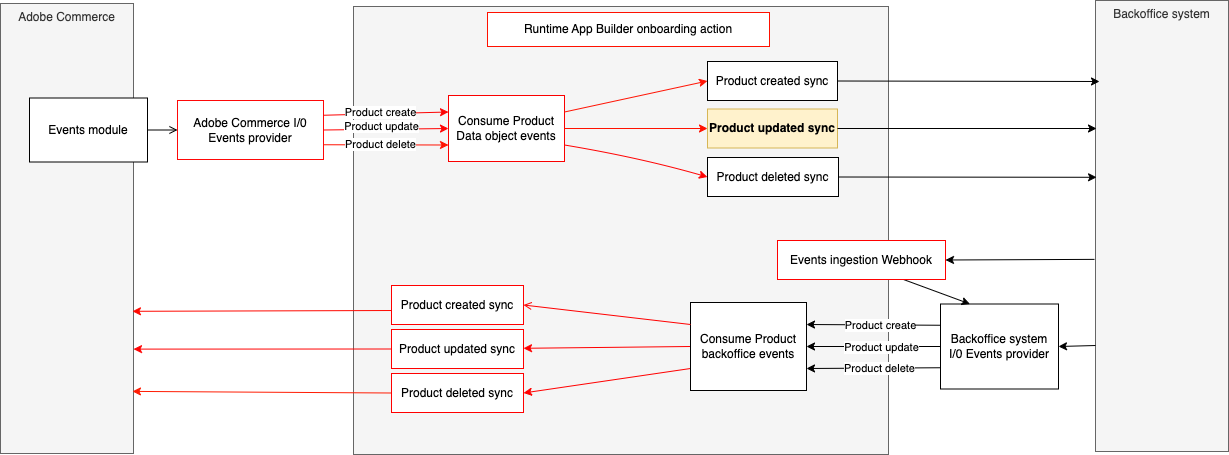 Adobe Commerce
Runtime App Builder onboarding action
Backoffice system
Events module
Adobe Commerce I/0
Events provider
Product create
Product update
Product delete
Consume Product
Data object events
Product created sync
Product updated sync
Product deleted sync
Events ingestion Webhook
Product created sync
Product updated sync
Product deleted sync
Consume Product
backoffice events
Product create
Product update
Product delete
Backoffice system
I/0 Events provider